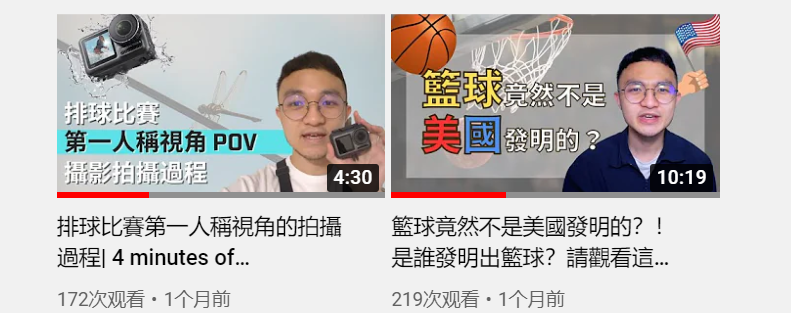 排球比賽
第一人稱視角 POV
攝影拍攝過程
4:30
籃球竟然不是
美國發明的？
10:19
排球比賽第一人稱視角的拍攝
過程| 4 minutes of...
172次观看・1个月前
籃球竟然不是美國發明的？！
是誰發明出籃球？請觀看這...
219次观看・1个月前